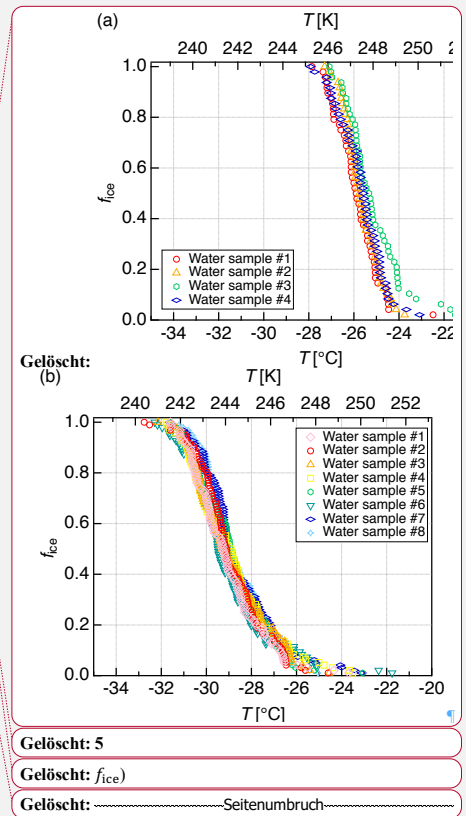 (a)
T [K]
240 242 244 246 248 250
1.0
0.8
0.6
0.4
0.2
0.0
f_ice
Water sample #1
Water sample #2
Water sample #3
Water sample #4
-34 -32 -30 -28 -26 -24
T [°C]
Gelöscht:
(b)
T [K]
240 242 244 246 248 250 252
1.0
0.8
0.6
0.4
0.2
0.0
f_ice
Water sample #1
Water sample #2
Water sample #3
Water sample #4
Water sample #5
Water sample #6
Water sample #7
Water sample #8
-34 -32 -30 -28 -26 -24 -22 -20
T [°C]
¶
Gelöscht: 5
Gelöscht: f_ice)
Gelöscht: Seitenumbruch